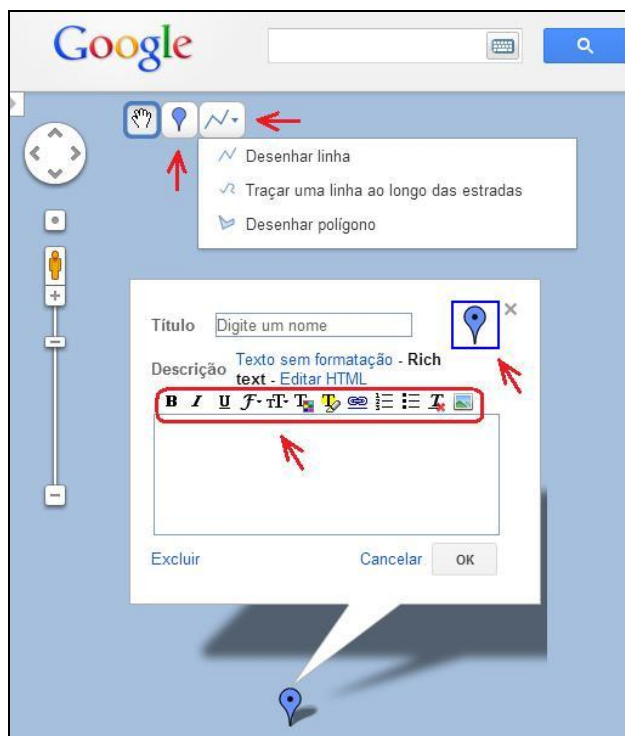 Google
Desenhar linha
Traçar uma linha ao longo das estradas
Desenhar polígono
Título Digite um nome
Descrição Texto sem formatação - Rich
text - Editar HTML
B I U F T T T T
Excluir Cancelar OK